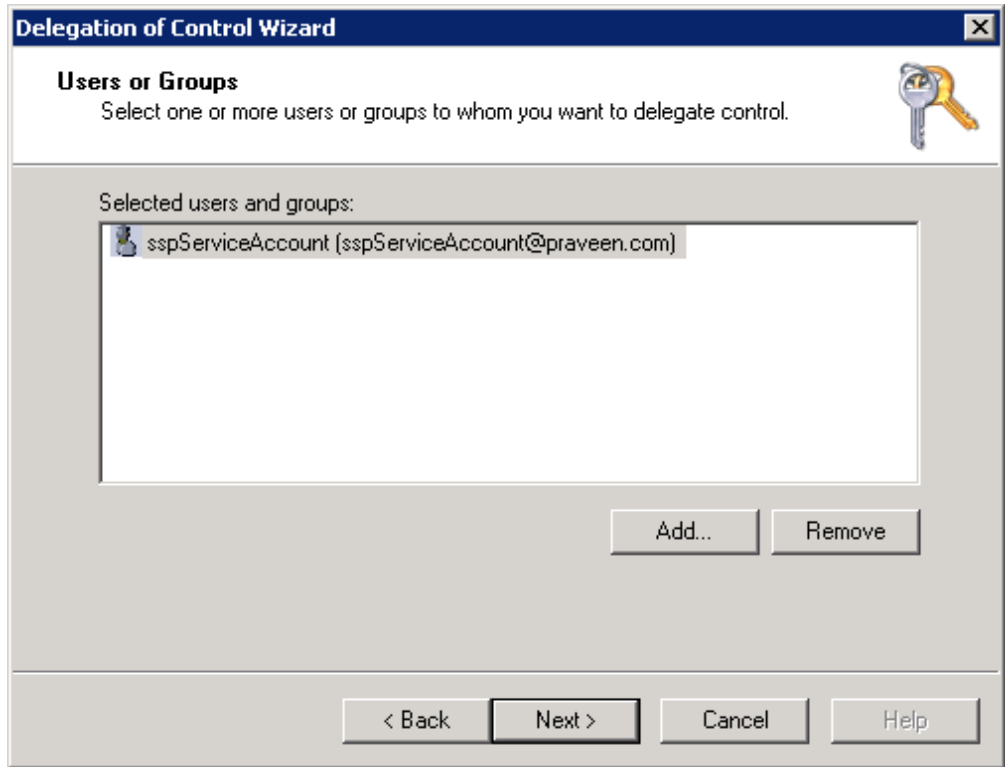 Delegation of Control Wizard
Users or Groups
Select one or more users or groups to whom you want to delegate control.
Selected users and groups:
sspServiceAccount (sspServiceAccount@praveen.com)
Add... Remove
< Back Next > Cancel Help